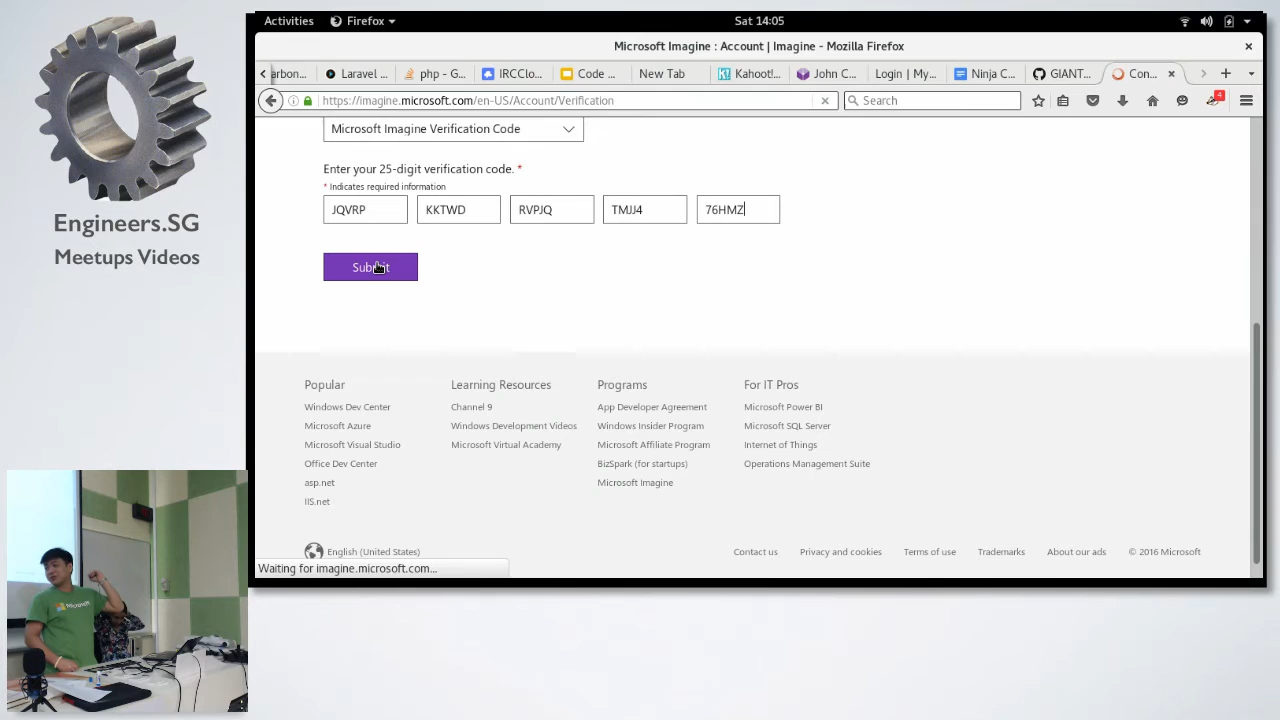 Engineers.SG
Meetups Videos
Activities
Firefox
Sat 14:05
Microsoft Imagine : Account | Imagine - Mozilla Firefox
arbon...
Laravel ...
php - G...
IRCClo...
Code ...
New Tab
Kahoot!...
John C...
Login | My...
Ninja C...
GIANT...
Con...
https://imagine.microsoft.com/en-US/Account/Verification
Search
4
Microsoft Imagine Verification Code
Enter your 25-digit verification code. *
* Indicates required information
JQVRP KKTWD RVPJQ TMJJ4 76HMZ
Submit
Popular
Windows Dev Center
Microsoft Azure
Microsoft Visual Studio
Office Dev Center
asp.net
IIS.net
Learning Resources
Channel 9
Windows Development Videos
Microsoft Virtual Academy
Programs
App Developer Agreement
Windows Insider Program
Microsoft Affiliate Program
BizSpark (for startups)
Microsoft Imagine
For IT Pros
Microsoft Power BI
Microsoft SQL Server
Internet of Things
Operations Management Suite
English (United States)
Contact us
Privacy and cookies
Terms of use
Trademarks
About our ads
© 2016 Microsoft
Waiting for imagine.microsoft.com...
Microsoft